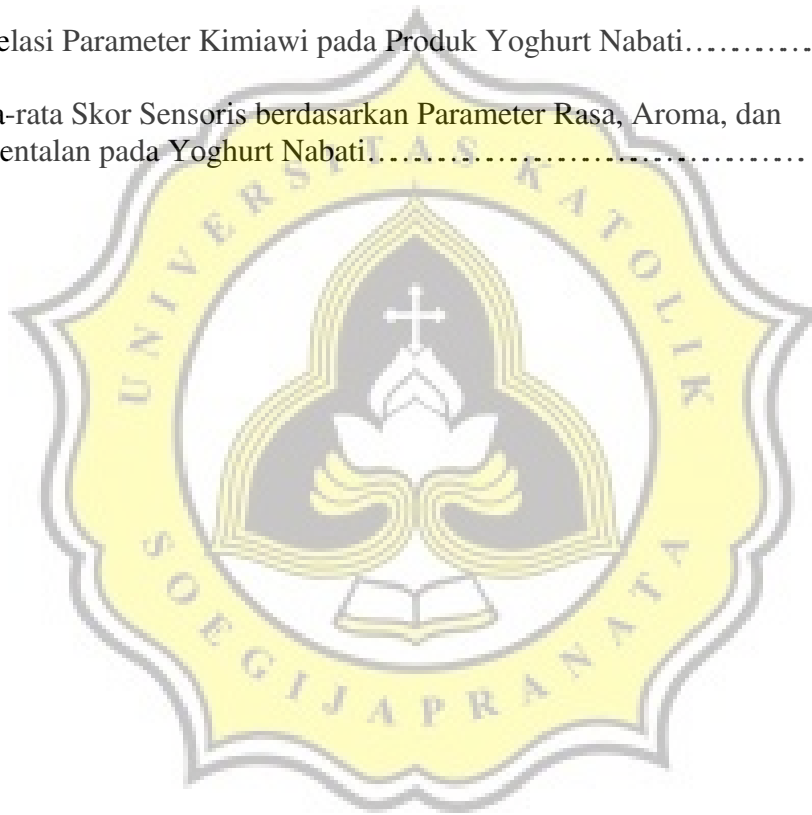 elasi Parameter Kimiawi pada Produk Yoghurt Nabati…………
a-rata Skor Sensoris berdasarkan Parameter Rasa, Aroma, dan
entalan pada Yoghurt Nabati……………………………………
UNIVERSITAS KATOLIK
SOEGIJAPRANATA